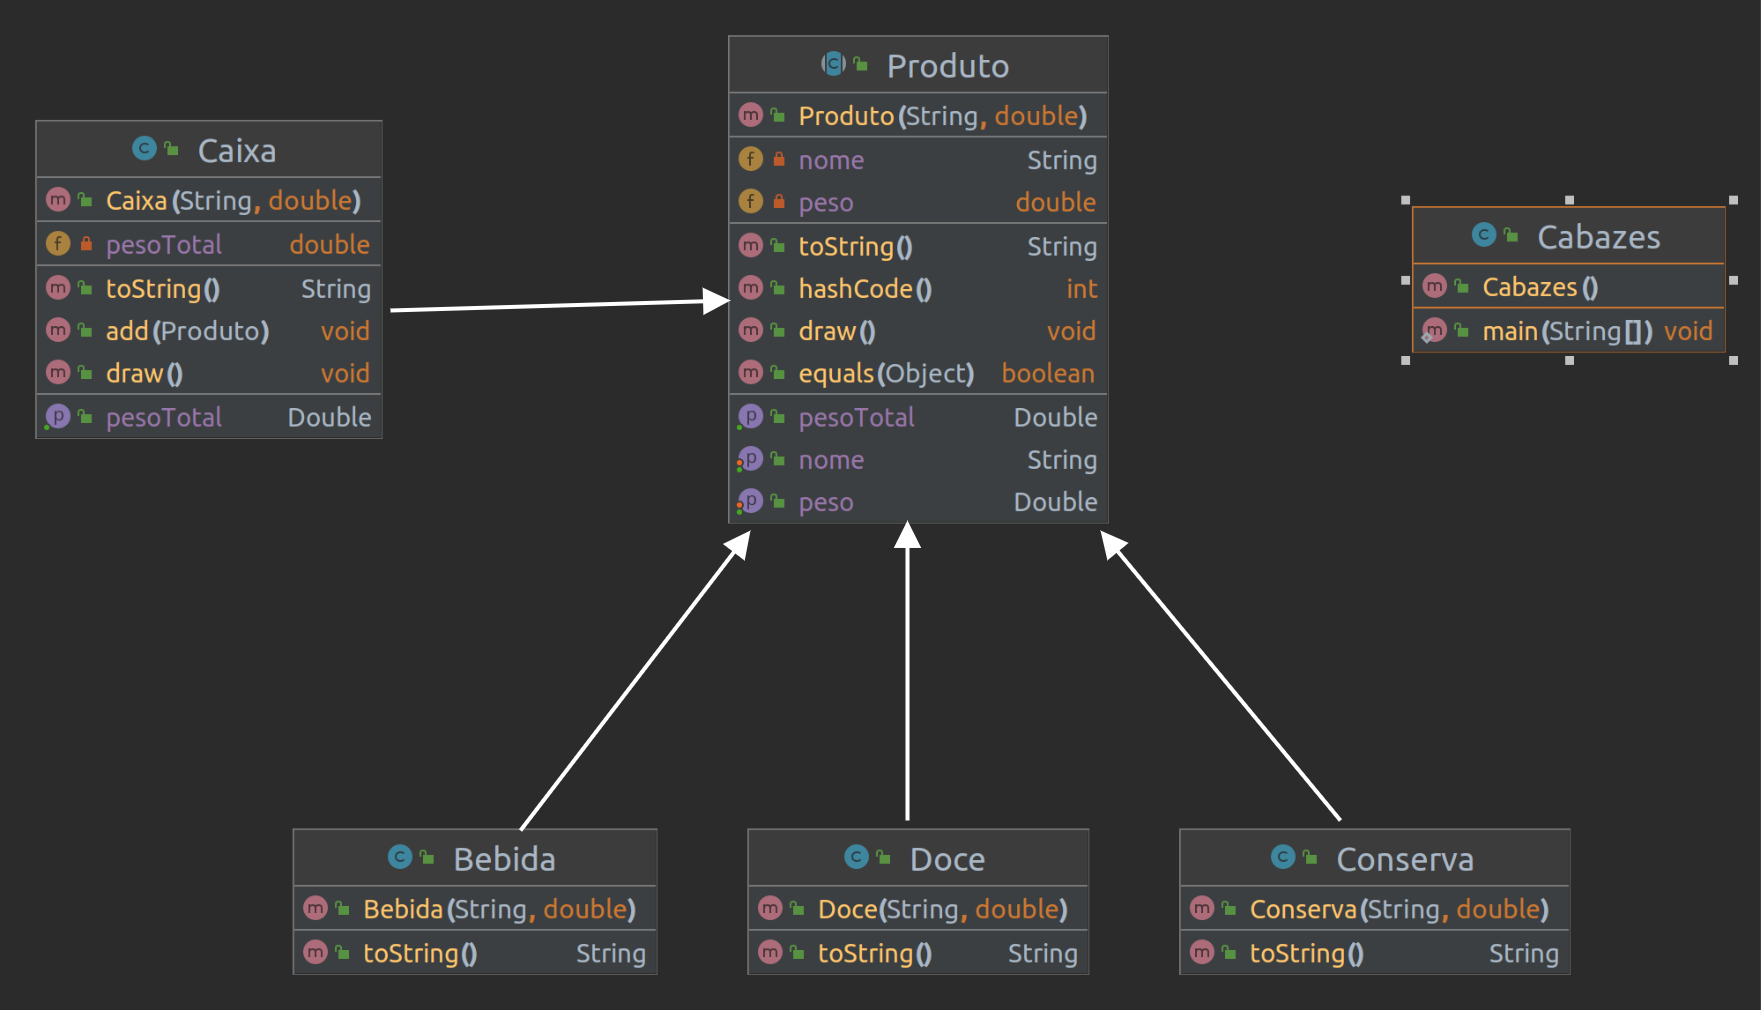 Caixa
Caixa(String, double)
pesoTotal double
toString() String
add(Produto) void
draw() void
pesoTotal Double
Produto
Produto(String, double)
nome String
peso double
toString() String
hashCode() int
draw() void
equals(Object) boolean
pesoTotal Double
nome String
peso Double
Cabazes
Cabazes()
main(String[]) void
Bebida
Bebida(String, double)
toString() String
Doce
Doce(String, double)
toString() String
Conserva
Conserva(String, double)
toString() String